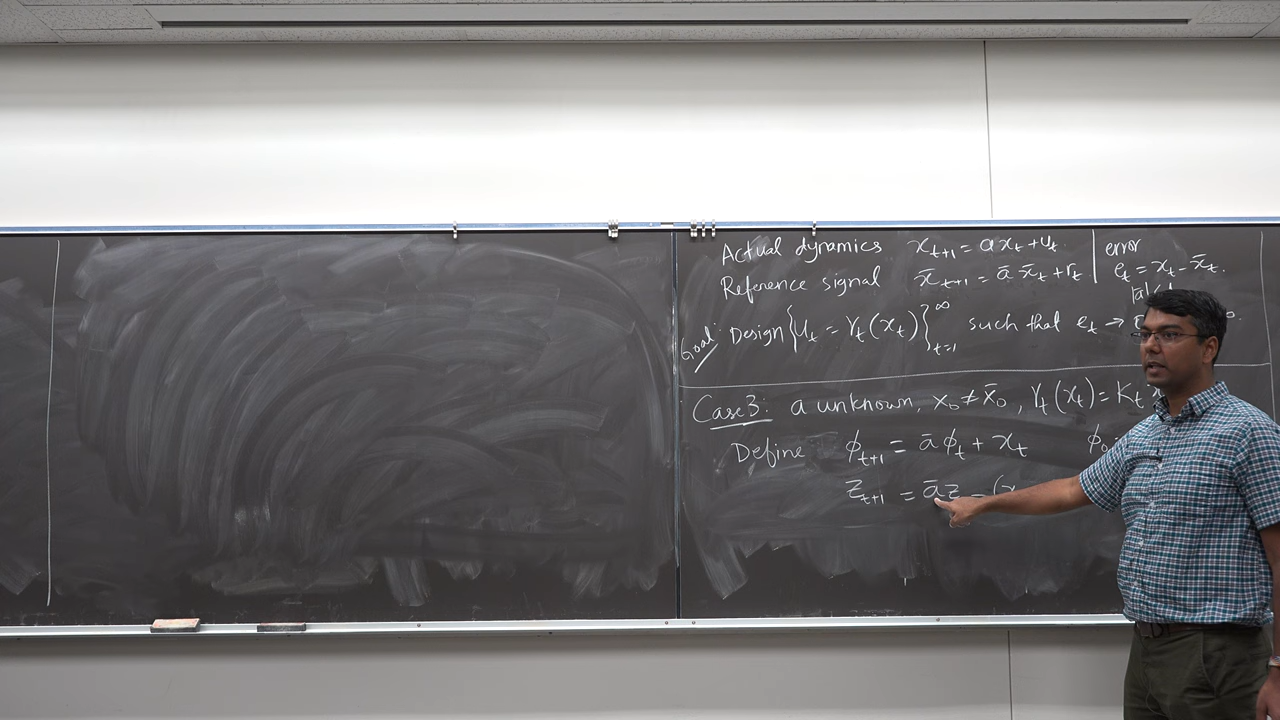 Actual dynamics x_{t+1} = a x_t + u_t. | error
Reference signal x̄_{t+1} = ā x̄_t + r_t | e_t = x_t - x̄_t.
Goal: Design {u_t = γ_t(x_t)}_{t=1}^∞ such that e_t →
Case 3: a unknown, x_0 ≠ x̄_0, γ_t(x_t) = K_t
Define φ_{t+1} = ā φ_t + x_t φ_0
z_{t+1} = ā z